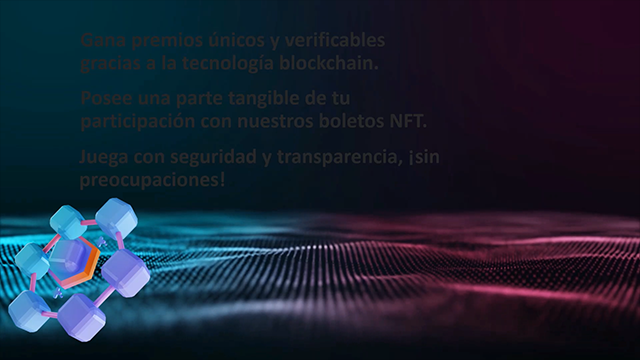 Gana premios únicos y verificables
gracias a la tecnología blockchain.
Posee una parte tangible de tu
participación con nuestros boletos NFT.
Juega con seguridad y transparencia, ¡sin
preocupaciones!